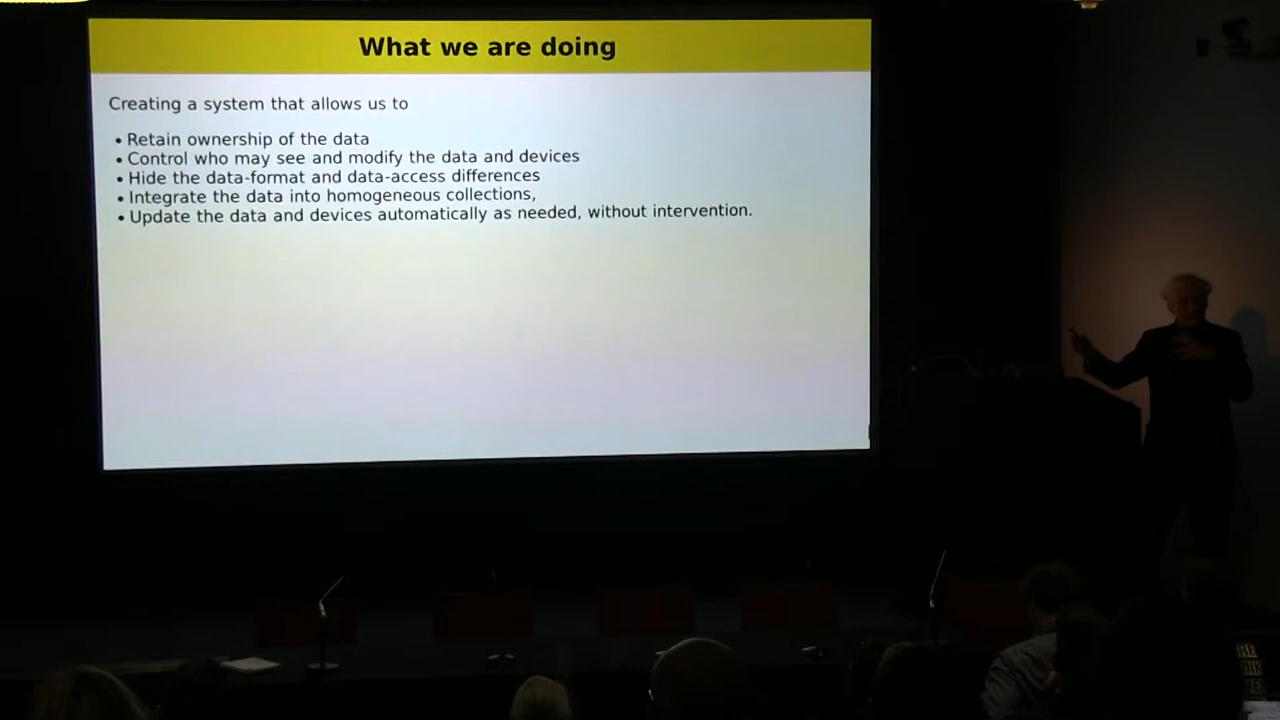 What we are doing
Creating a system that allows us to
• Retain ownership of the data
• Control who may see and modify the data and devices
• Hide the data-format and data-access differences
• Integrate the data into homogeneous collections,
• Update the data and devices automatically as needed, without intervention.